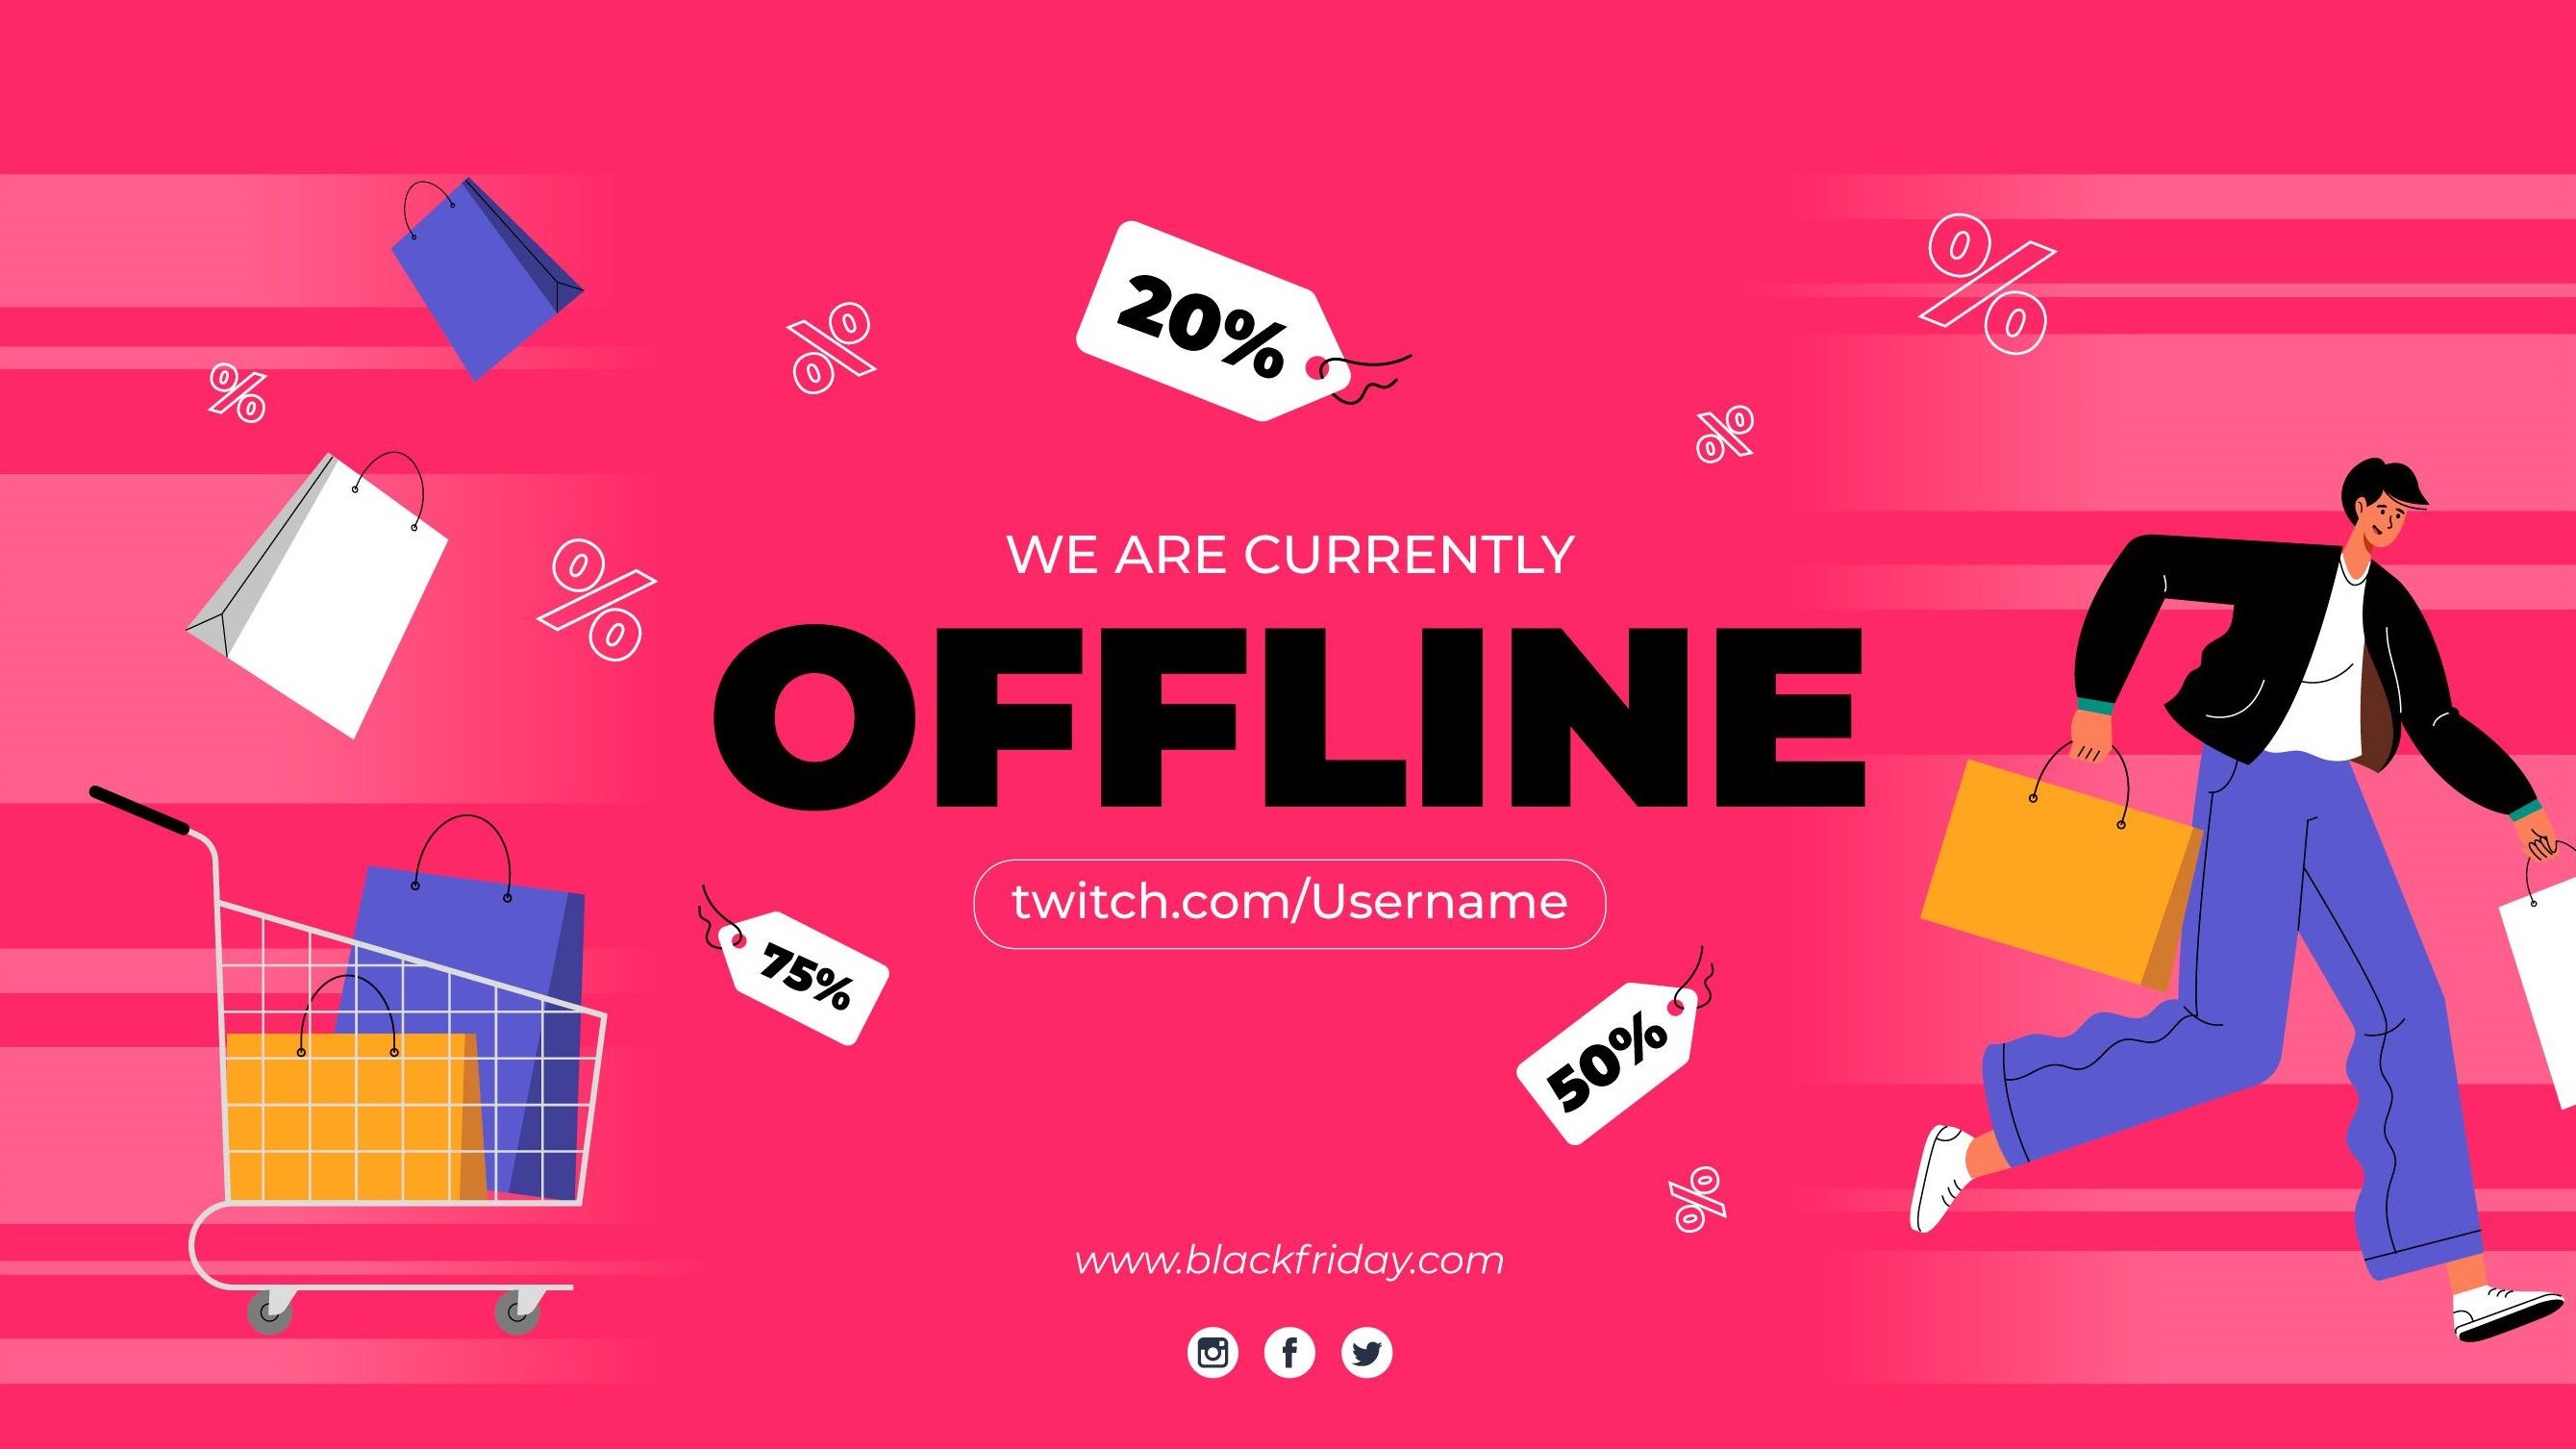 20%
WE ARE CURRENTLY
OFFLINE
twitch.com/Username
75%
50%
www.blackfriday.com
%
%
%
%
%
%